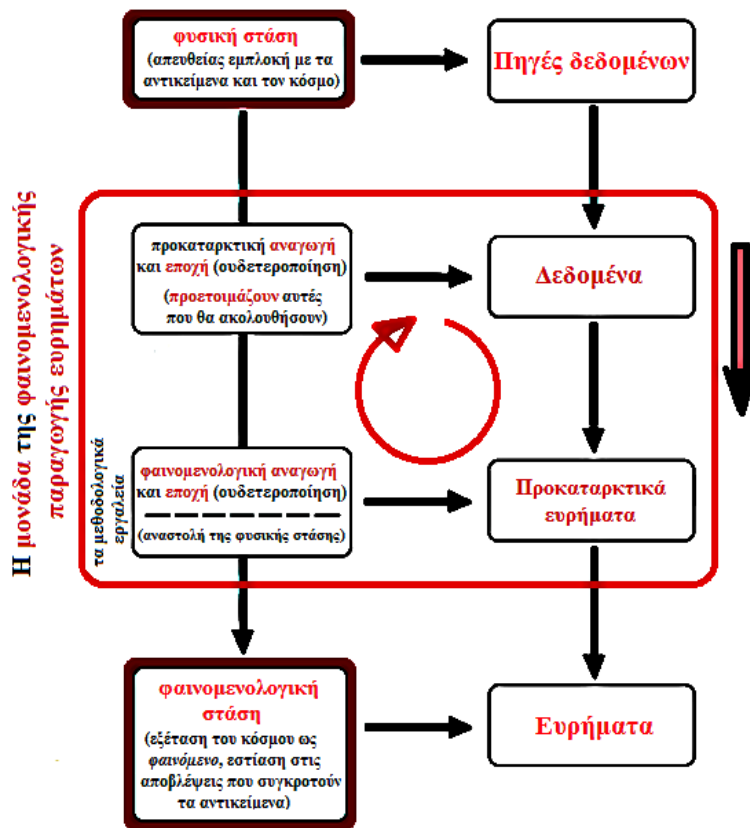 φυσική στάση
(απευθείας εμπλοκή με τα
αντικείμενα και τον κόσμο)
Πηγές δεδομένων
Η μονάδα της φαινομενολογικής
παραγωγής ευρημάτων
προκαταρκτική αναγωγή
και εποχή (ουδετεροποίηση)
(προετοιμάζουν αυτές
που θα ακολουθήσουν)
Δεδομένα
τα μεθοδολογικά
εργαλεία
φαινομενολογική αναγωγή
και εποχή (ουδετεροποίηση)
(αναστολή της φυσικής στάσης)
Προκαταρκτικά
ευρήματα
φαινομενολογική
στάση
(εξέταση του κόσμου ως
φαινόμενο, εστίαση στις
αποβλέψεις που συγκροτούν
τα αντικείμενα)
Ευρήματα